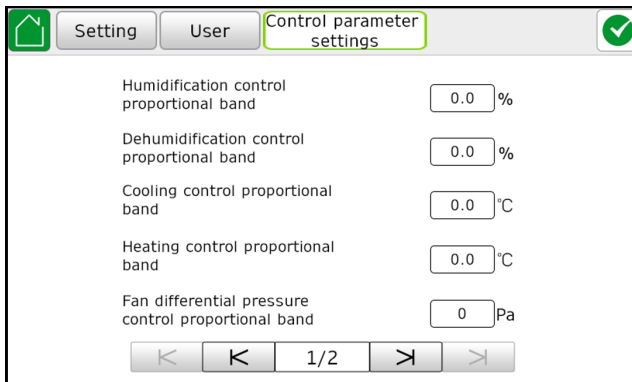 Setting
User
Control parameter
settings
Humidification control
proportional band
0.0 %
Dehumidification control
proportional band
0.0 %
Cooling control proportional
band
0.0 ℃
Heating control proportional
band
0.0 ℃
Fan differential pressure
control proportional band
0 Pa
1/2